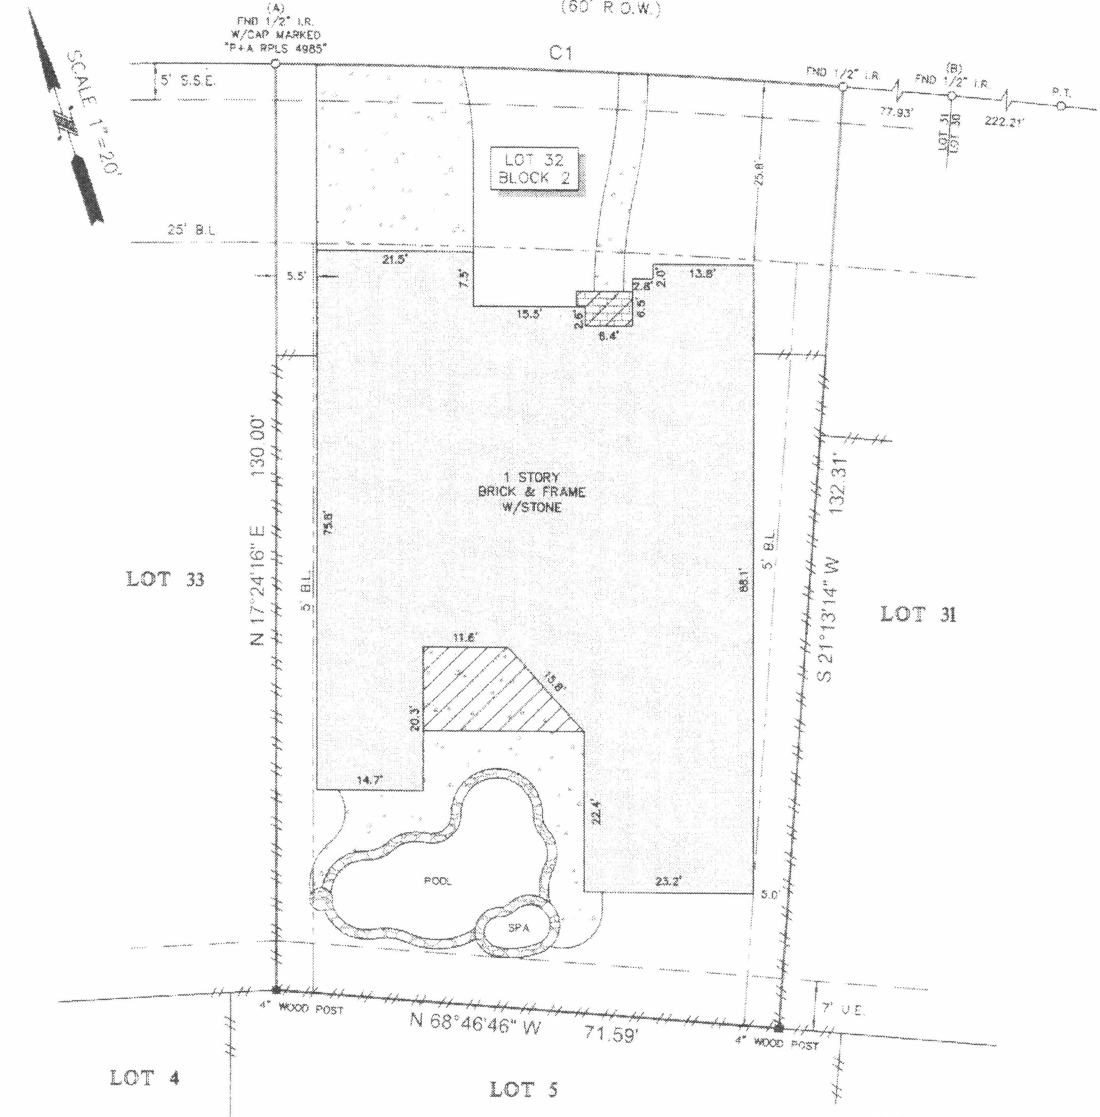 (60' R.O.W.)
(A)
FND 1/2" I.R.
W/CAP MARKED
"P+A RPLS 4985"
C1
FND 1/2" I.R.
(B)
FND 1/2" I.R.
P.T.
77.93'
222.21'
LOT 31
LOT 30
5' S.S.E.
SCALE 1"=20'
LOT 32
BLOCK 2
25.8'
25' B.L.
21.5'
5.5'
7.5'
15.5'
2.6'
6.4'
6.5'
2.8'
2.0'
13.8'
N 17°24'16" E 130.00'
75.8'
5' B.L.
1 STORY
BRICK & FRAME
W/STONE
88.1'
5' B.L.
S 21°13'14" W 132.31'
LOT 33
LOT 31
11.6'
15.8'
20.3'
14.7'
22.4'
23.2'
5.0'
POOL
SPA
7' U.E.
4" WOOD POST
N 68°46'46" W 71.59'
4" WOOD POST
LOT 4
LOT 5